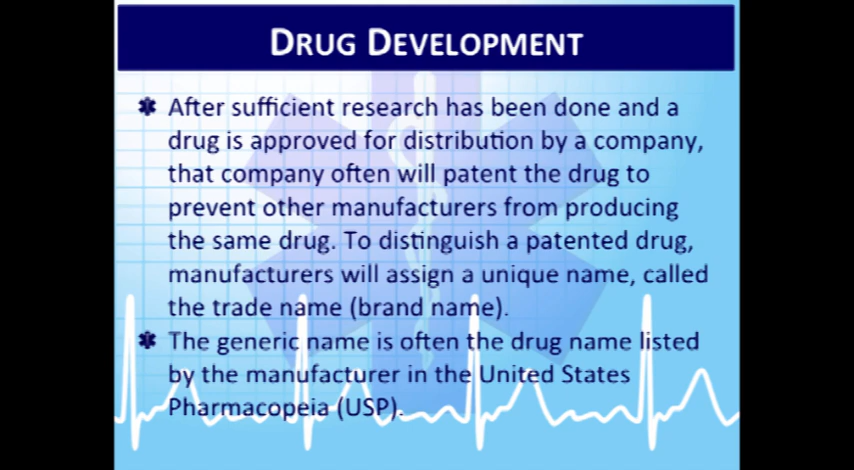 DRUG DEVELOPMENT
After sufficient research has been done and a
drug is approved for distribution by a company,
that company often will patent the drug to
prevent other manufacturers from producing
the same drug. To distinguish a patented drug,
manufacturers will assign a unique name, called
the trade name (brand name).
The generic name is often the drug name listed
by the manufacturer in the United States
Pharmacopeia (USP).